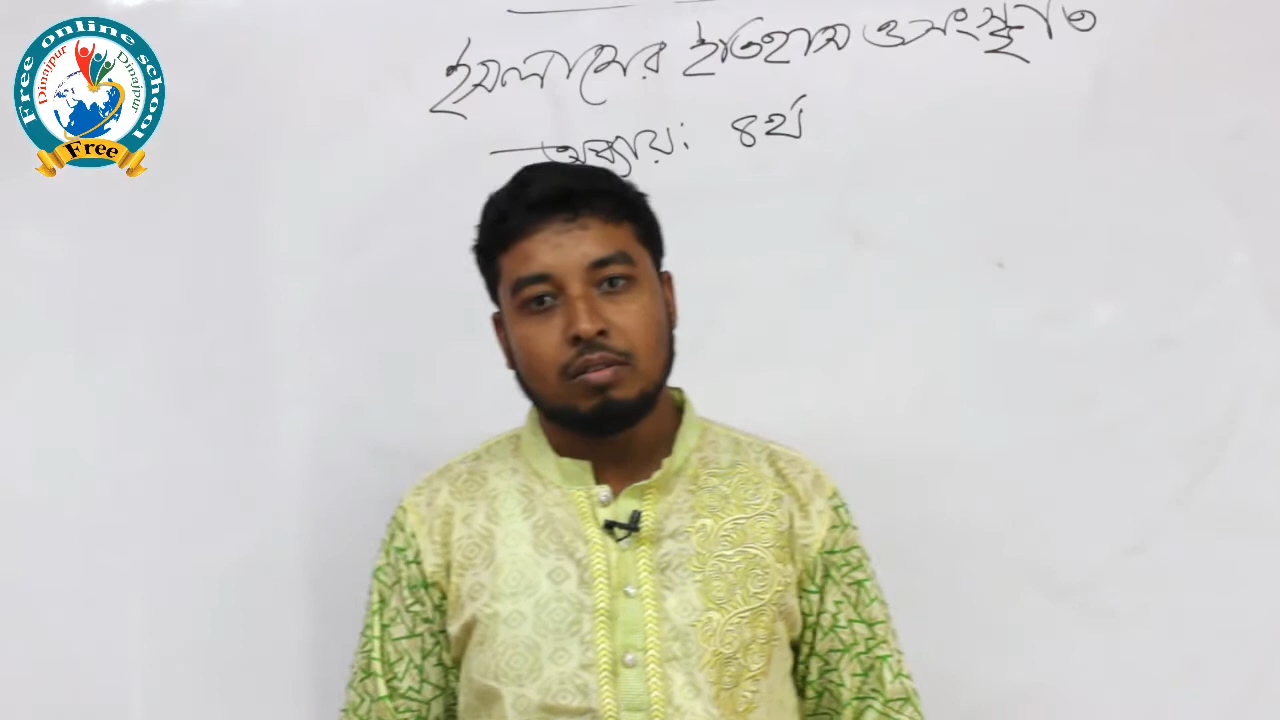 Free online school
Dinajpur
Dinajpur
Free
ইসলামের ইতিহাস ও সংস্কৃতি
অধ্যায়: ৪র্থ